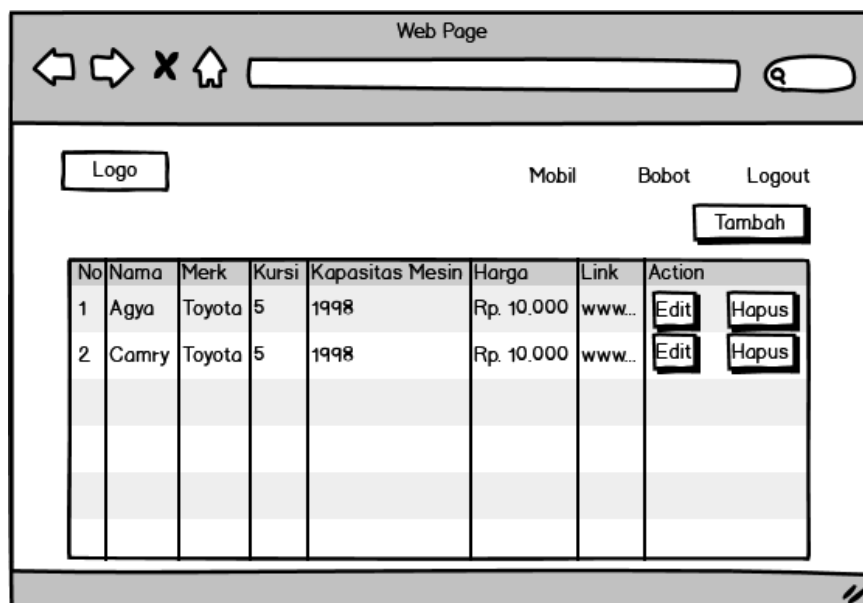 Web Page
Logo
Mobil Bobot Logout
Tambah
No Nama Merk Kursi Kapasitas Mesin Harga Link Action
1 Agya Toyota 5 1998 Rp. 10.000 www... Edit Hapus
2 Camry Toyota 5 1998 Rp. 10.000 www... Edit Hapus